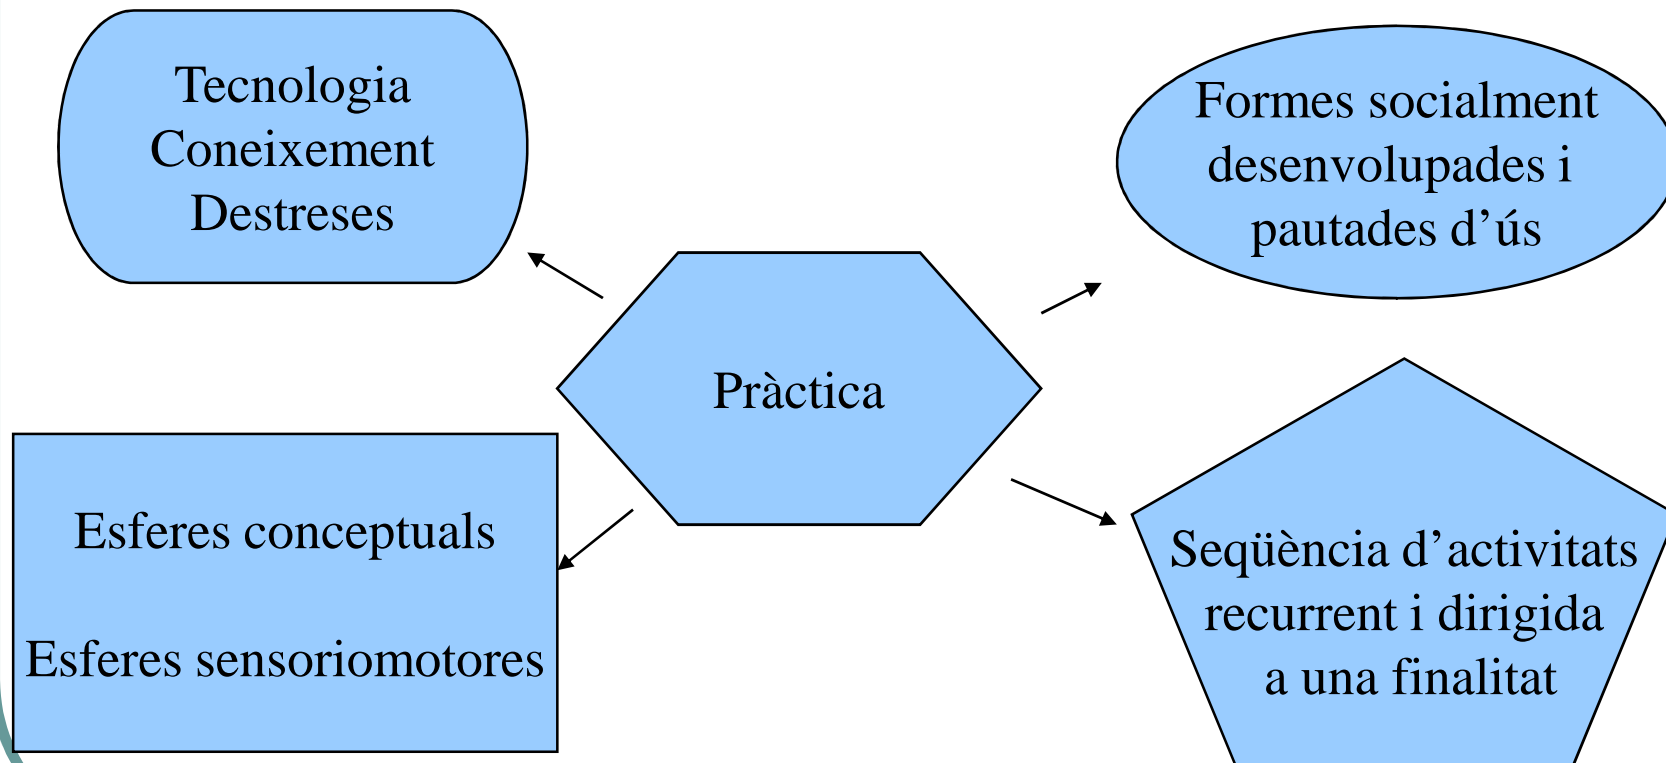 Tecnologia
Coneixement
Destreses
Formes socialment
desenvolupades i
pautades d’ús
Pràctica
Esferes conceptuals
Esferes sensoriomotores
Seqüència d’activitats
recurrent i dirigida
a una finalitat